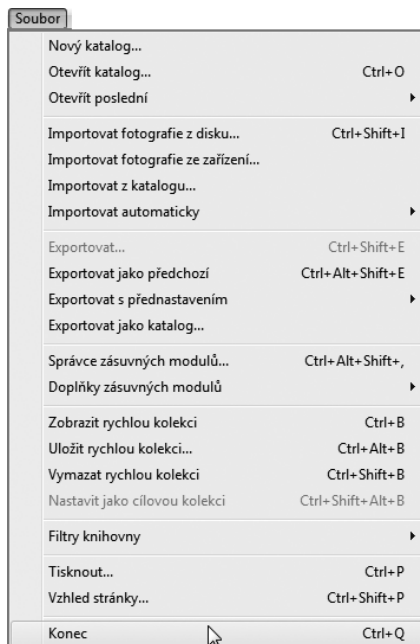 Soubor
Nový katalog...
Otevřít katalog... Ctrl+O
Otevřít poslední
Importovat fotografie z disku... Ctrl+Shift+I
Importovat fotografie ze zařízení...
Importovat z katalogu...
Importovat automaticky
Exportovat... Ctrl+Shift+E
Exportovat jako předchozí Ctrl+Alt+Shift+E
Exportovat s přednastavením
Exportovat jako katalog...
Správce zásuvných modulů... Ctrl+Alt+Shift+,
Doplňky zásuvných modulů
Zobrazit rychlou kolekci Ctrl+B
Uložit rychlou kolekci... Ctrl+Alt+B
Vymazat rychlou kolekci Ctrl+Shift+B
Nastavit jako cílovou kolekci Ctrl+Shift+Alt+B
Filtry knihovny
Tisknout... Ctrl+P
Vzhled stránky... Ctrl+Shift+P
Konec Ctrl+Q